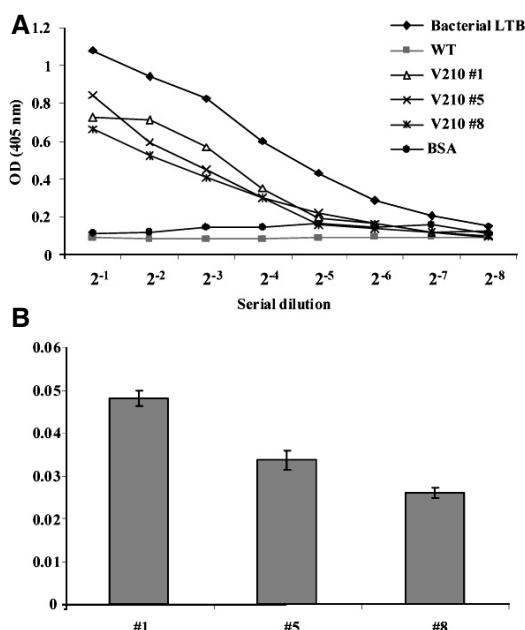 A
1.2
1
0.8
0.6
0.4
0.2
0
OD (405 nm)
2-1 2-2 2-3 2-4 2-5 2-6 2-7 2-8
Serial dilution
Bacterial LTB
WT
V210 #1
V210 #5
V210 #8
BSA
B
0.06
0.05
0.04
0.03
0.02
0.01
0
#1 #5 #8